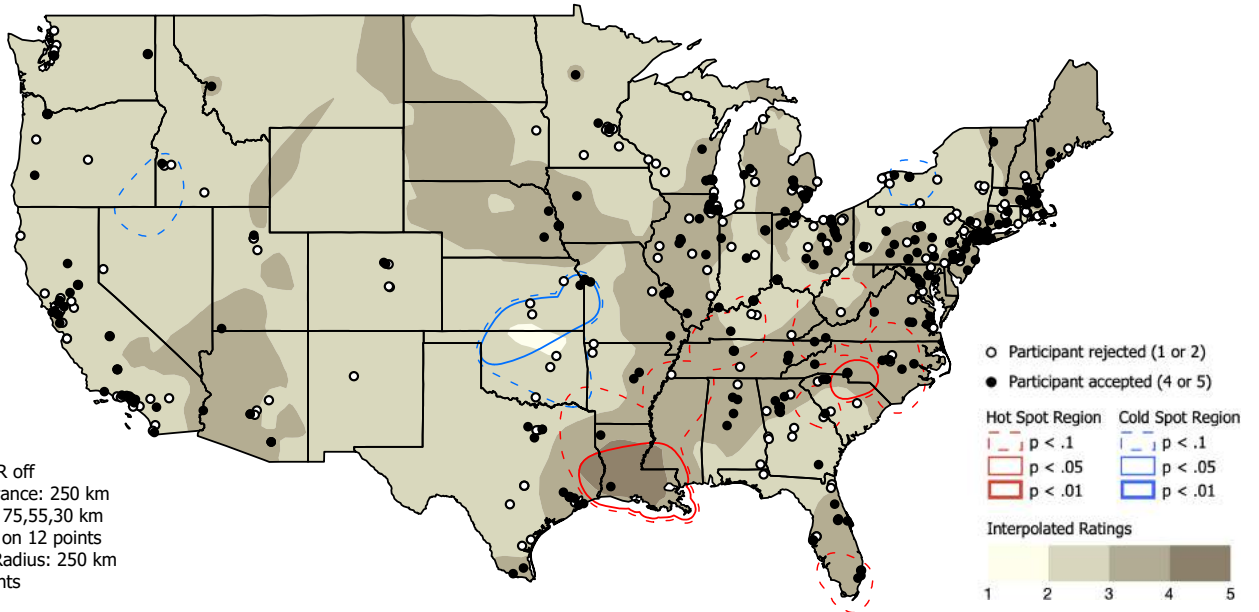 R off
rance: 250 km
75,55,30 km
on 12 points
Radius: 250 km
nts
Participant rejected (1 or 2)
Participant accepted (4 or 5)
Hot Spot Region Cold Spot Region
p < .1 p < .1
p < .05 p < .05
p < .01 p < .01
Interpolated Ratings
1 2 3 4 5